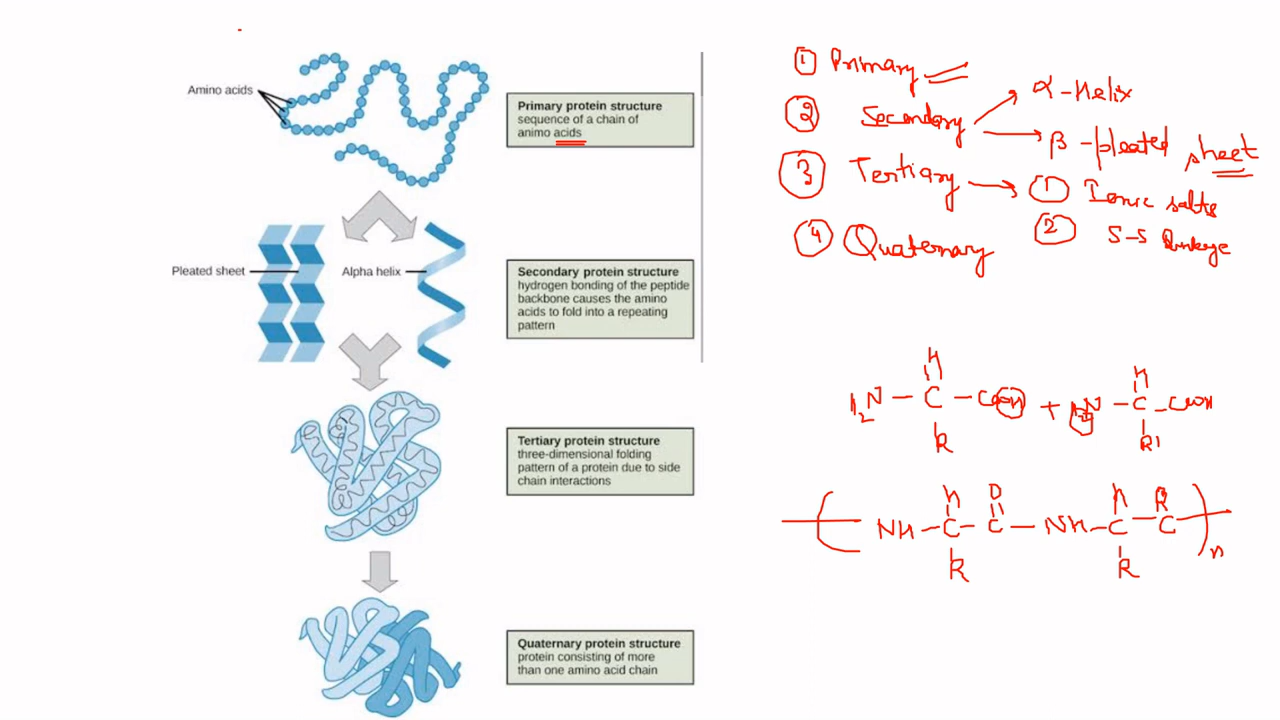 Amino acids
Primary protein structure
sequence of a chain of
animo acids
Pleated sheet
Alpha helix
Secondary protein structure
hydrogen bonding of the peptide
backbone causes the amino
acids to fold into a repeating
pattern
Tertiary protein structure
three-dimensional folding
pattern of a protein due to side
chain interactions
Quaternary protein structure
protein consisting of more
than one amino acid chain
① Primary
② Secondary
α-Helix
β-pleated sheet
③ Tertiary
① Ionic salts
④ Quaternary
② S-S linkage
H H
H₂N - C - COOH + H₂N - C - COOH
R R'
H O H
( NH - C - C - NH - C - C )n
R R